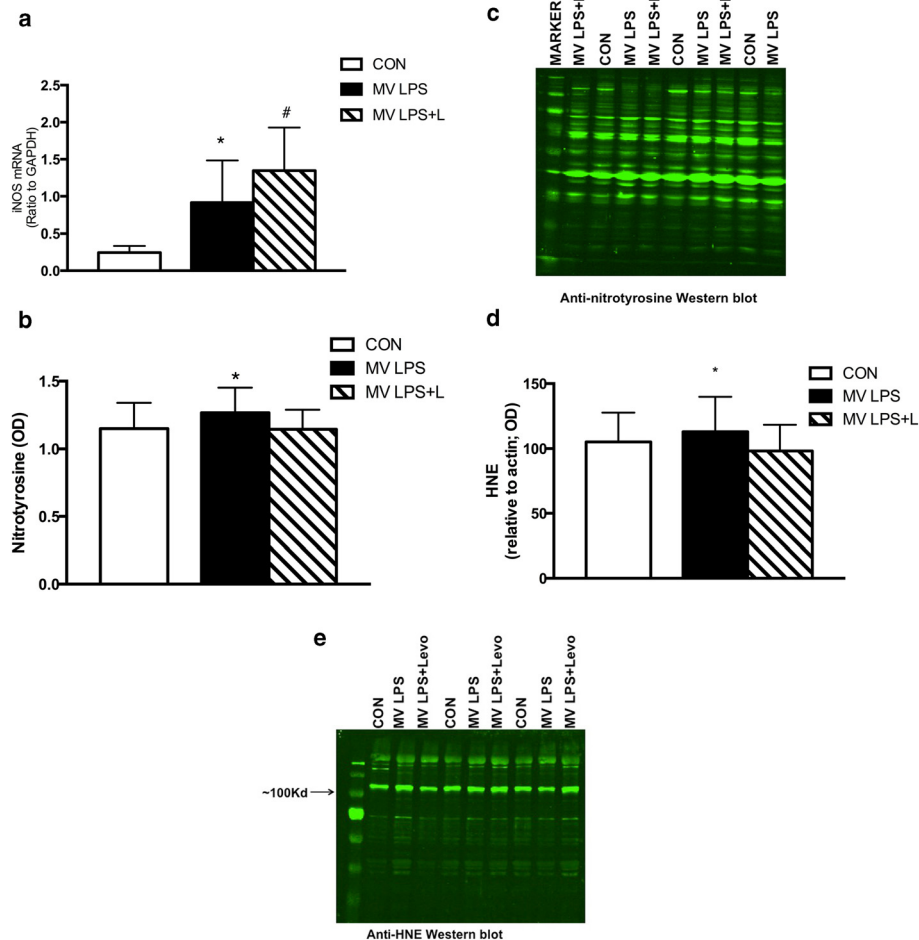 a
CON
MV LPS
MV LPS+L
2.5
2.0
1.5
1.0
0.5
0.0
iNOS mRNA
(Ratio to GAPDH)
*
#
c
MARKER
MV LPS+L
CON
MV LPS
MV LPS+L
CON
MV LPS
MV LPS+L
CON
MV LPS
Anti-nitrotyrosine Western blot
b
CON
MV LPS
MV LPS+L
1.5
1.0
0.5
0.0
Nitrotyrosine (OD)
*
d
CON
MV LPS
MV LPS+L
150
100
50
0
HNE
(relative to actin; OD)
*
e
CON
MV LPS
MV LPS+Levo
CON
MV LPS
MV LPS+Levo
CON
MV LPS
MV LPS+Levo
~100Kd
Anti-HNE Western blot